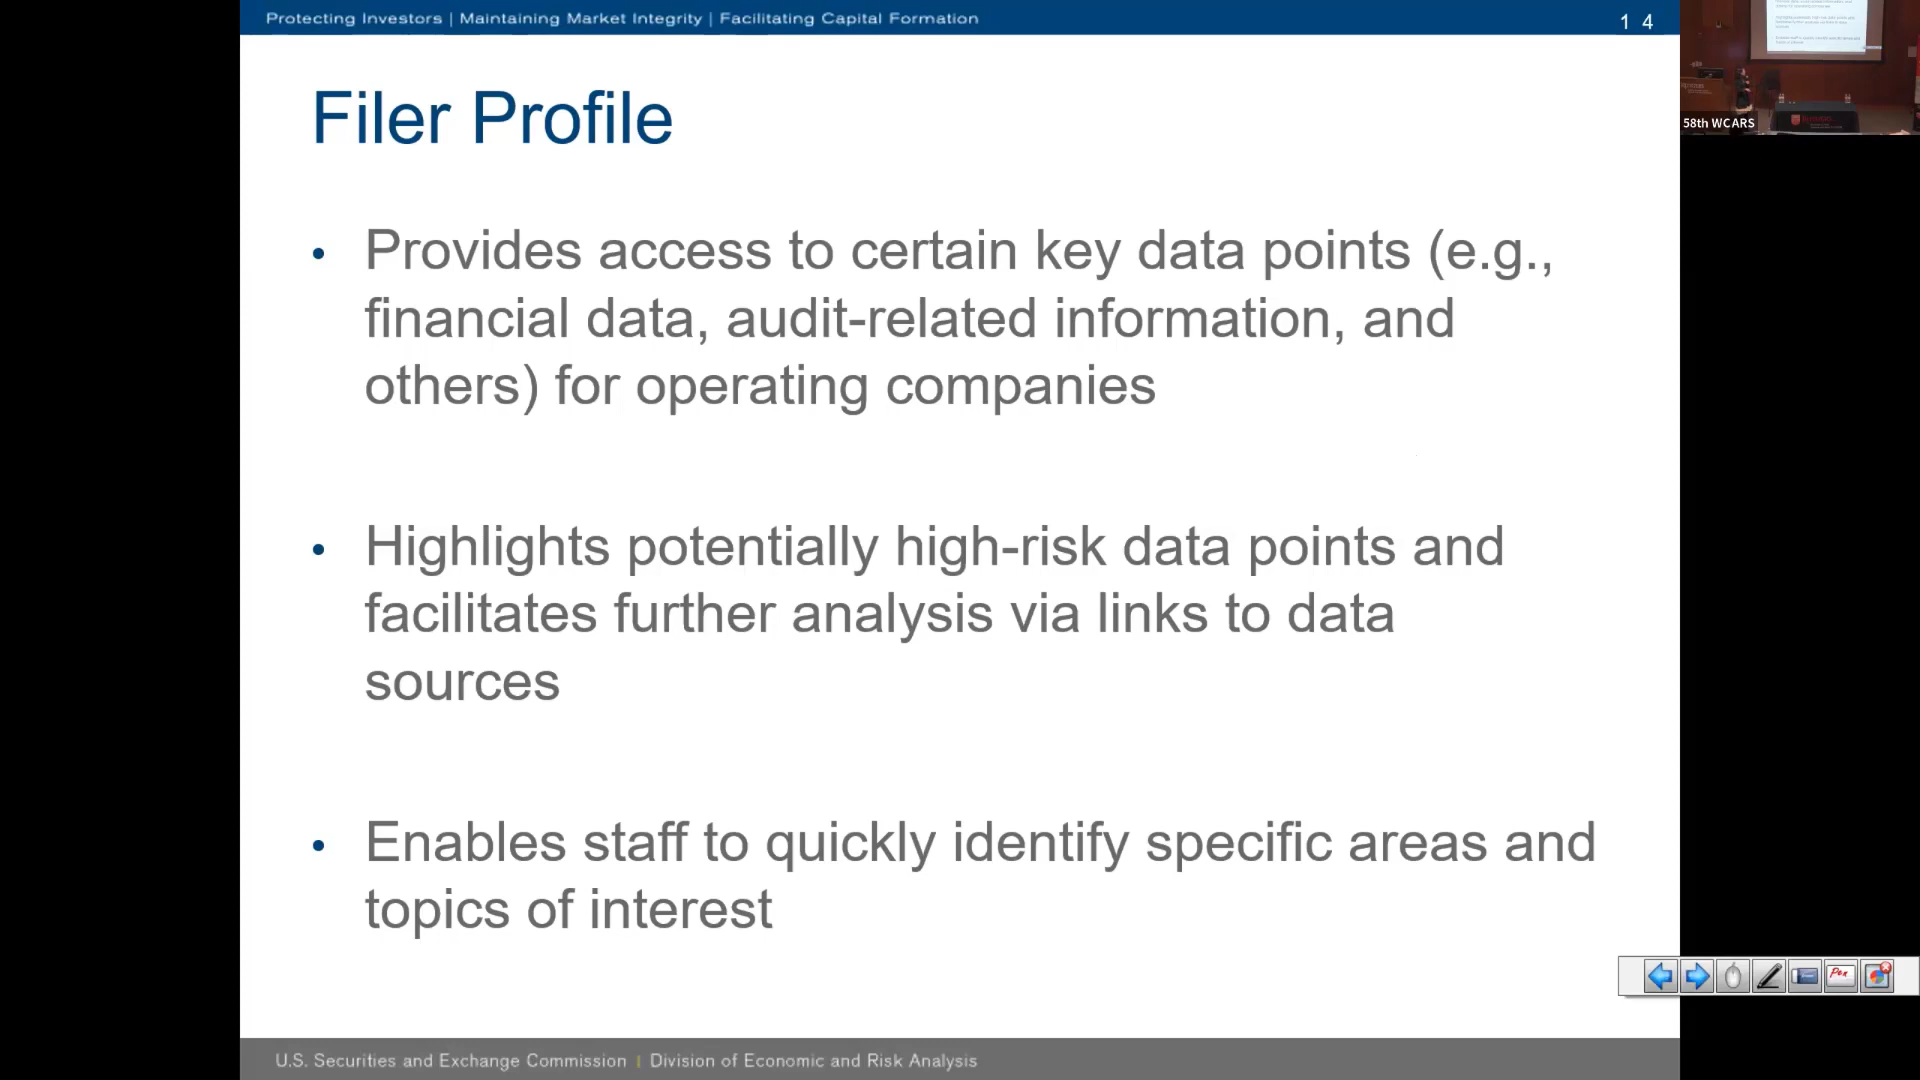 Protecting Investors | Maintaining Market Integrity | Facilitating Capital Formation
1 4
58th WCARS
Filer Profile
• Provides access to certain key data points (e.g.,
financial data, audit-related information, and
others) for operating companies
• Highlights potentially high-risk data points and
facilitates further analysis via links to data
sources
• Enables staff to quickly identify specific areas and
topics of interest
Pen
U.S. Securities and Exchange Commission | Division of Economic and Risk Analysis